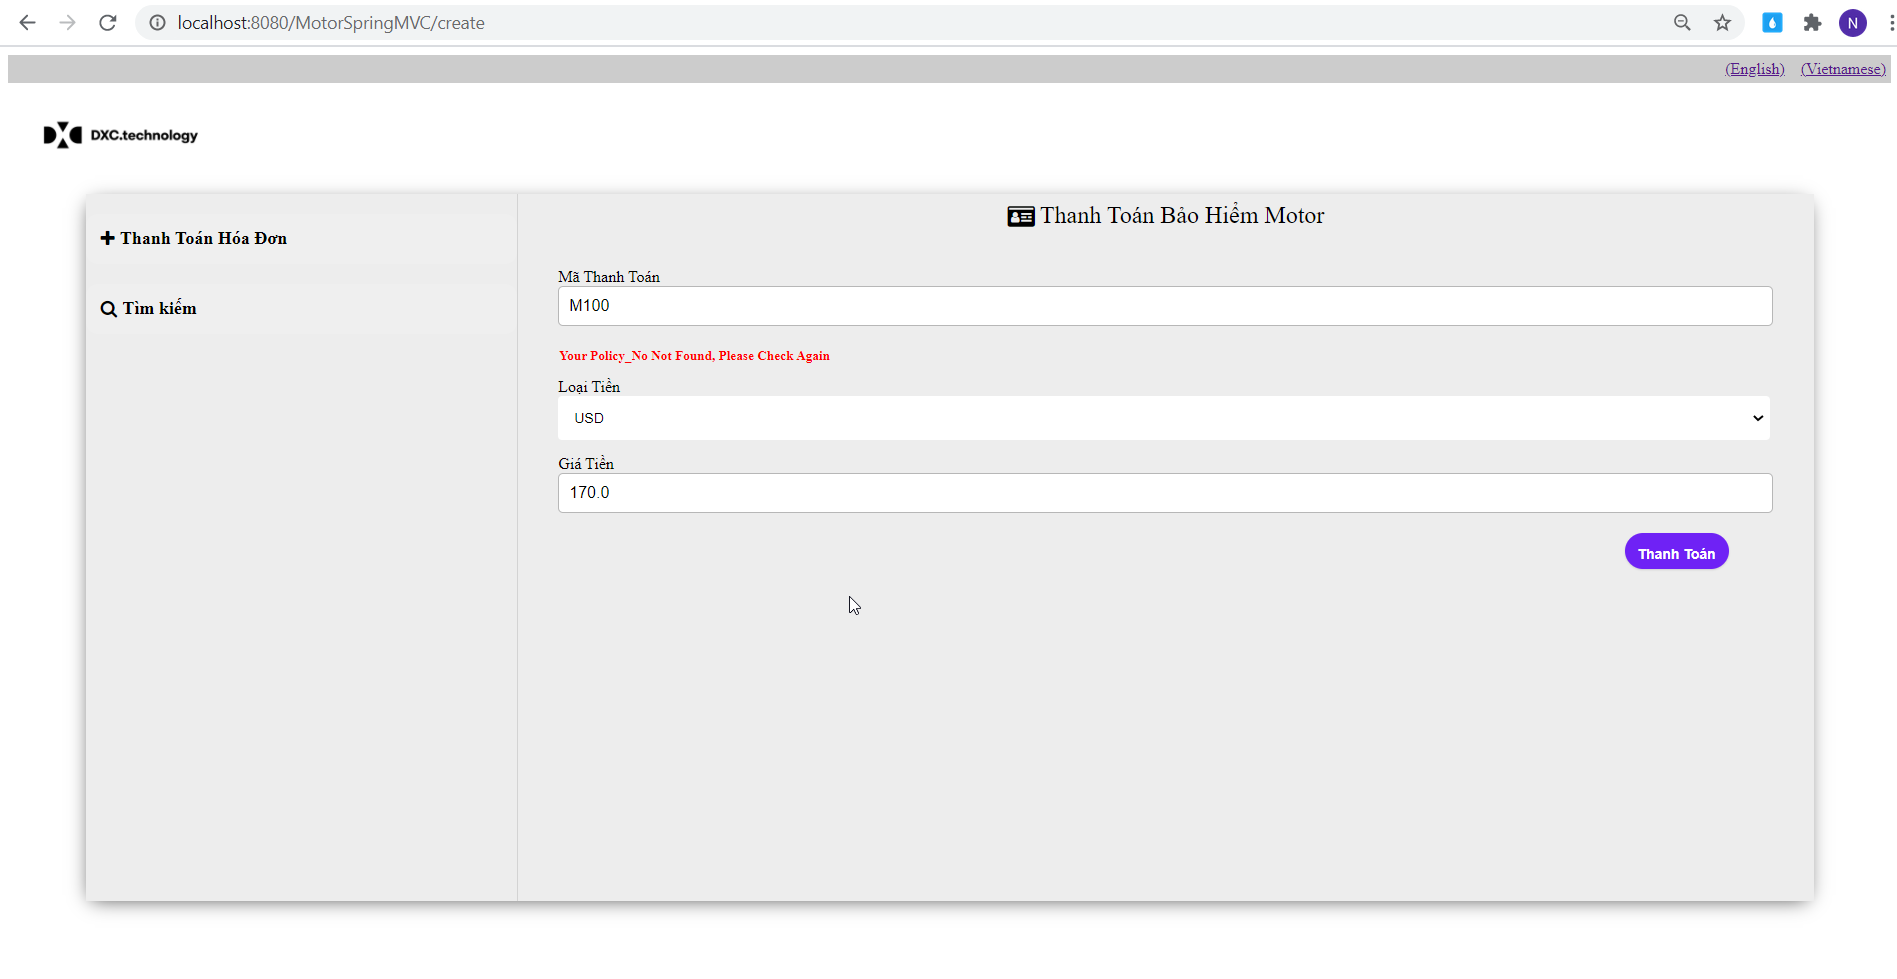 localhost:8080/MotorSpringMVC/create
N
(English) (Vietnamese)
DXC.technology
Thanh Toán Hóa Đơn
Tìm kiếm
Thanh Toán Bảo Hiểm Motor
Mã Thanh Toán
M100
Your Policy_No Not Found, Please Check Again
Loại Tiền
USD
Giá Tiền
170.0
Thanh Toán